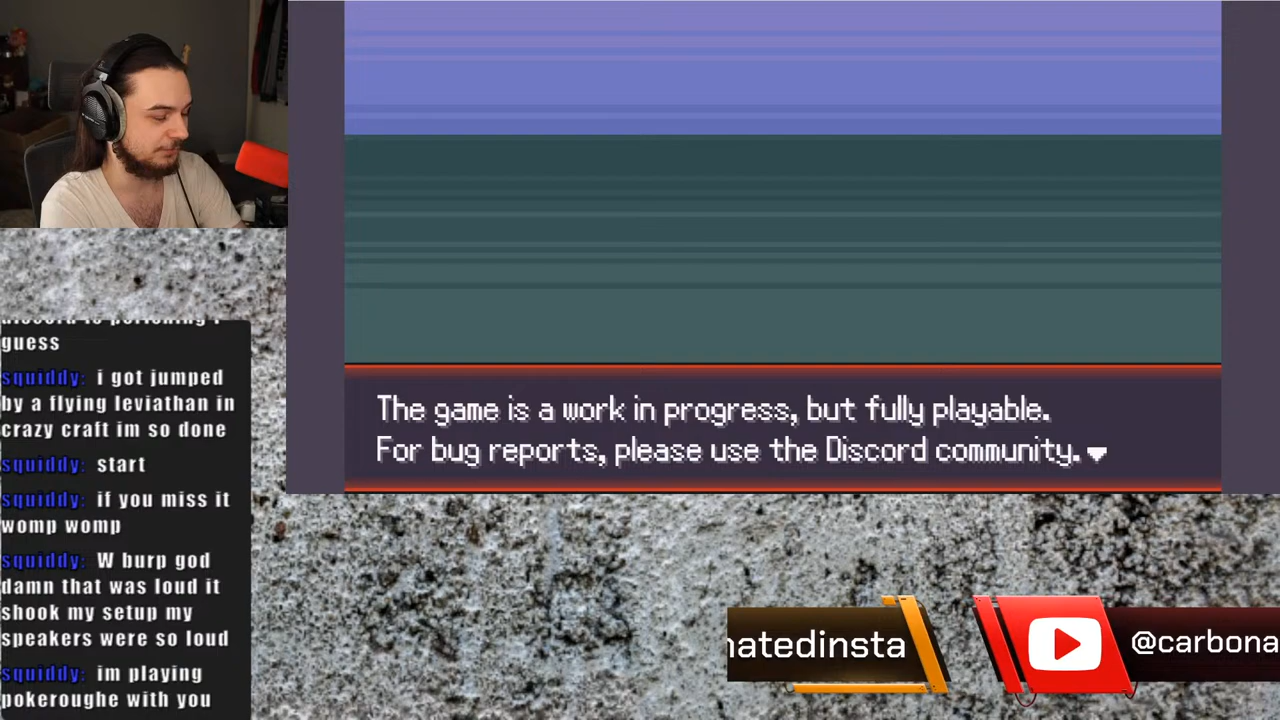 guess
squiddy: i got jumped
by a flying leviathan in
crazy craft im so done
squiddy: start
squiddy: if you miss it
womp womp
squiddy: W burp god
damn that was loud it
shook my setup my
speakers were so loud
squiddy: im playing
pokeroughe with you
The game is a work in progress, but fully playable.
For bug reports, please use the Discord community.
natedinsta
@carbona